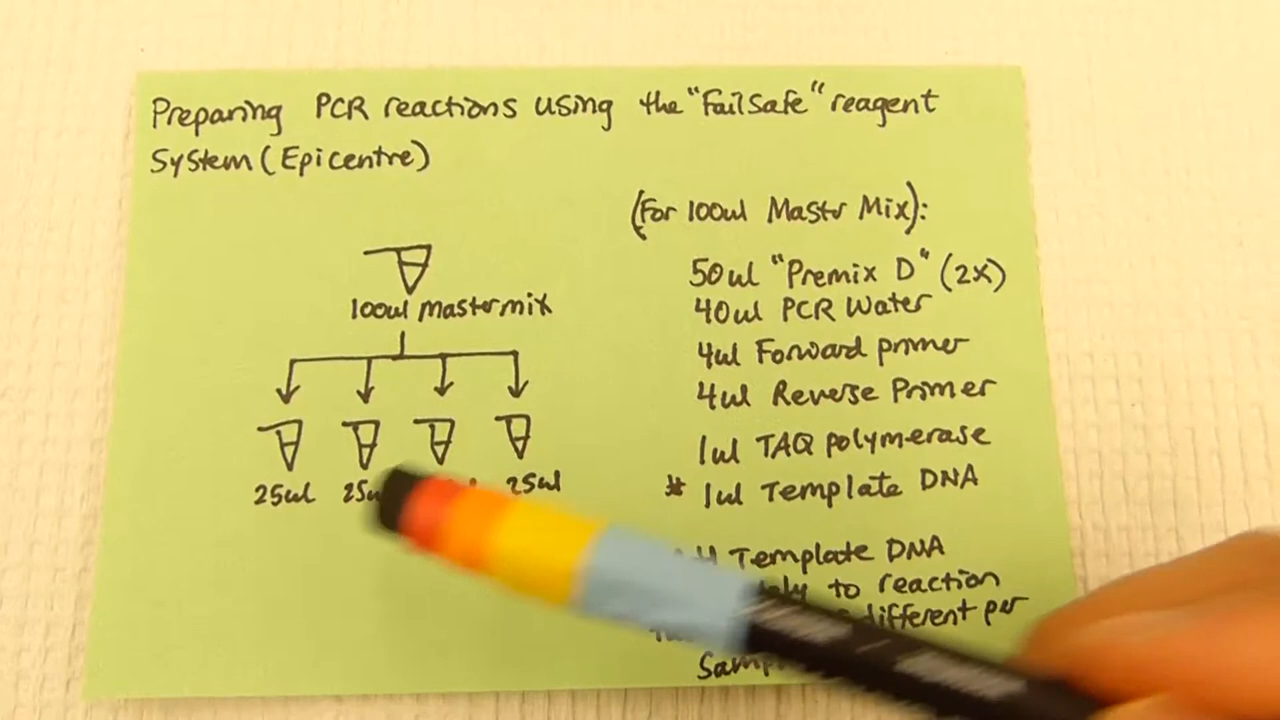 Preparing PCR reactions using the "FailSafe" reagent
System (Epicentre)
(For 100ul Master Mix):
100ul Mastermix
25ul 25ul 25ul
50ul "Premix D" (2X)
40ul PCR Water
4ul Forward primer
4ul Reverse Primer
1ul TAQ polymerase
* 1ul Template DNA
Template DNA
to reaction
different per